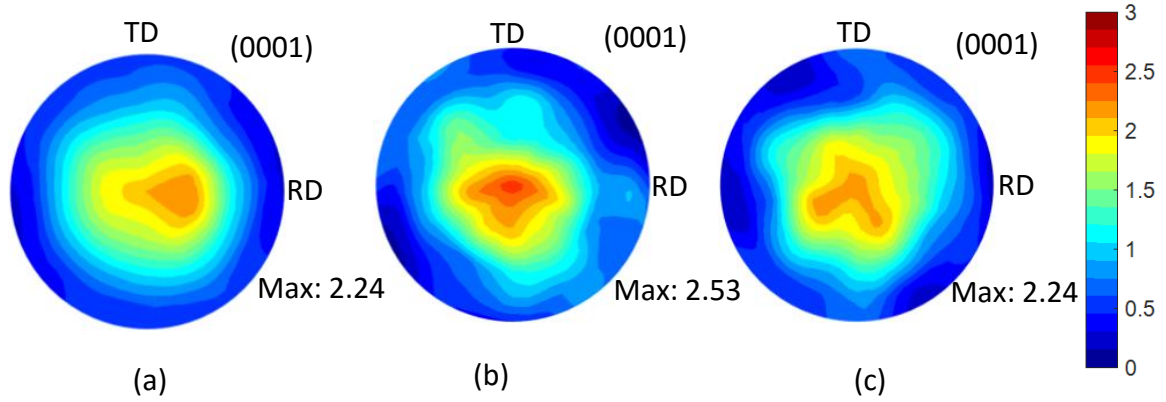 TD
(0001)
RD
Max: 2.24
(a)
TD
(0001)
RD
Max: 2.53
(b)
TD
(0001)
RD
Max: 2.24
(c)
3
2.5
2
1.5
1
0.5
0